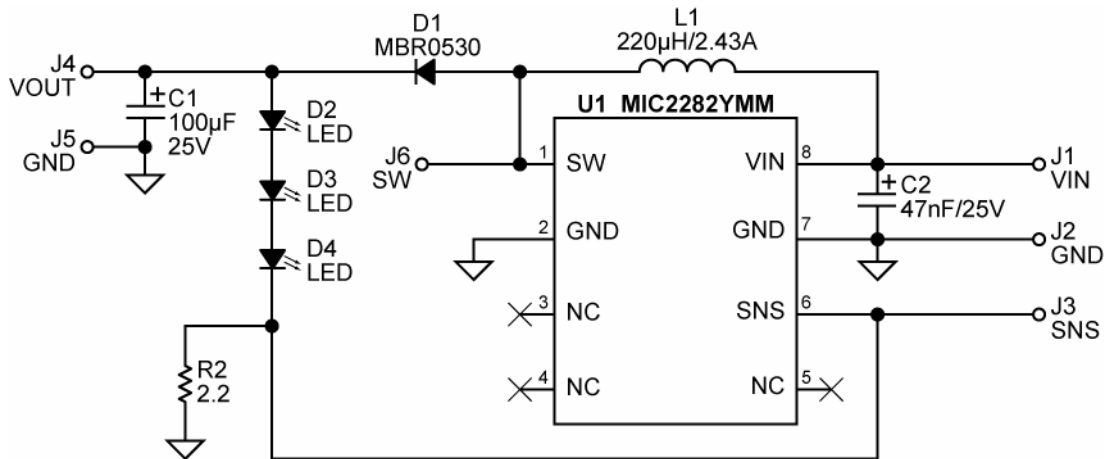 D1
MBR0530
L1
220µH/2.43A
J4
VOUT
+
C1
100µF
25V
J5
GND
D2
LED
D3
LED
D4
LED
R2
2.2
J6
SW
U1 MIC2282YMM
1
SW
VIN
8
2
GND
GND
7
3
NC
SNS
6
4
NC
NC
5
+
C2
47nF/25V
J1
VIN
J2
GND
J3
SNS